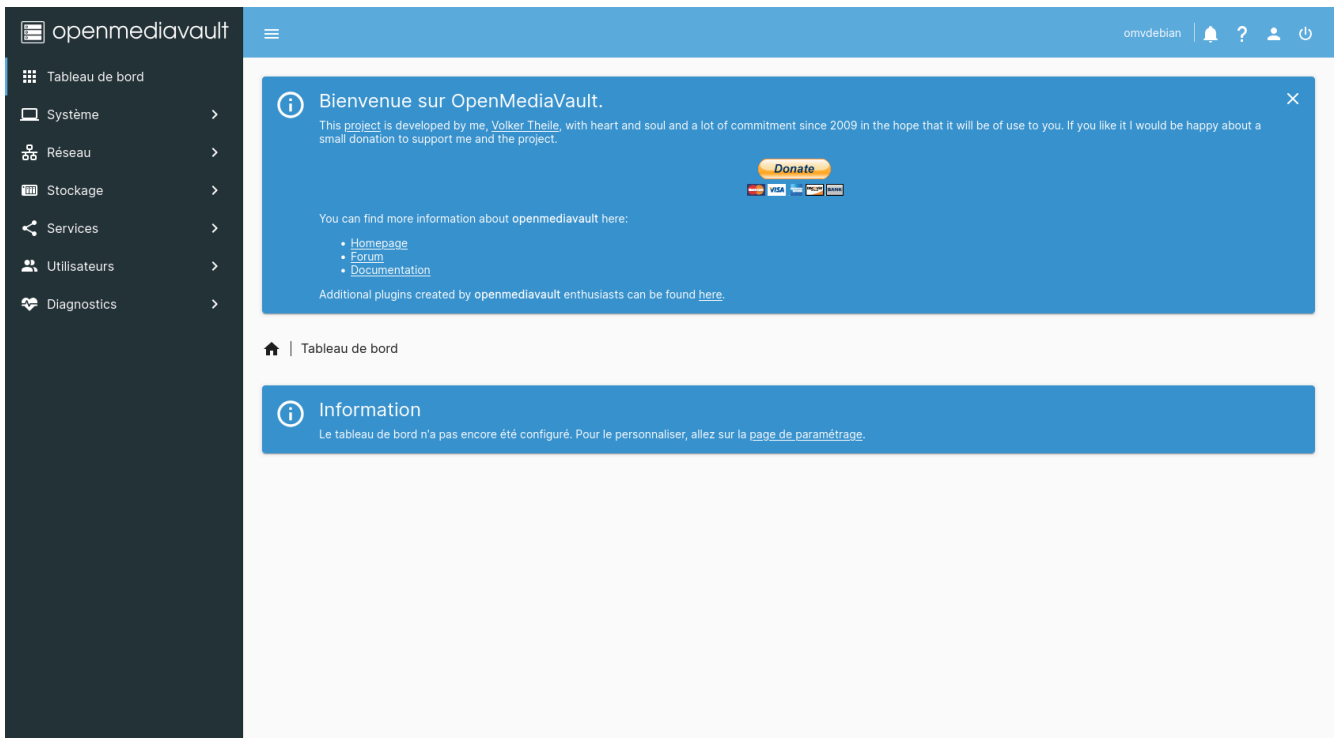 openmediavault
omvdebian
?
Tableau de bord
Système
Réseau
Stockage
Services
Utilisateurs
Diagnostics
Bienvenue sur OpenMediaVault.
This project is developed by me, Volker Theile, with heart and soul and a lot of commitment since 2009 in the hope that it will be of use to you. If you like it I would be happy about a
small donation to support me and the project.
Donate
VISA
BANK
You can find more information about openmediavault here:
• Homepage
• Forum
• Documentation
Additional plugins created by openmediavault enthusiasts can be found here.
| Tableau de bord
Information
Le tableau de bord n'a pas encore été configuré. Pour le personnaliser, allez sur la page de paramétrage.